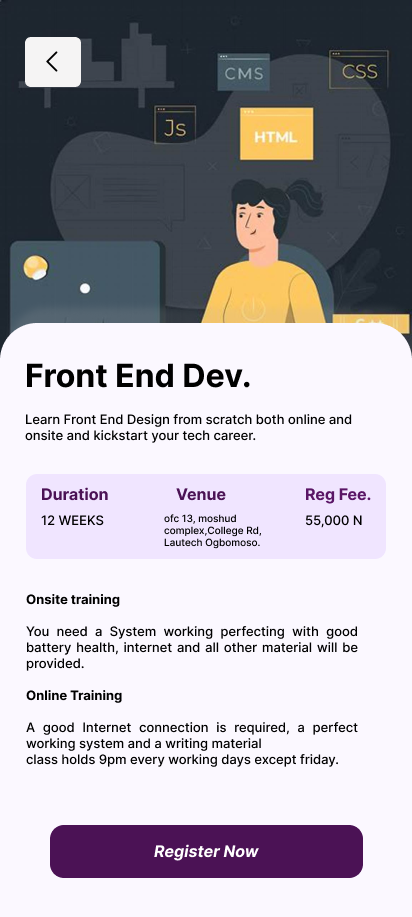 CMS
CSS
Js
HTML
Front End Dev.
Learn Front End Design from scratch both online and
onsite and kickstart your tech career.
Duration
Venue
Reg Fee.
12 WEEKS
ofc 13, moshud
complex,College Rd,
Lautech Ogbomoso.
55,000 N
Onsite training
You need a System working perfecting with good
battery health, internet and all other material will be
provided.
Online Training
A good Internet connection is required, a perfect
working system and a writing material
class holds 9pm every working days except friday.
Register Now